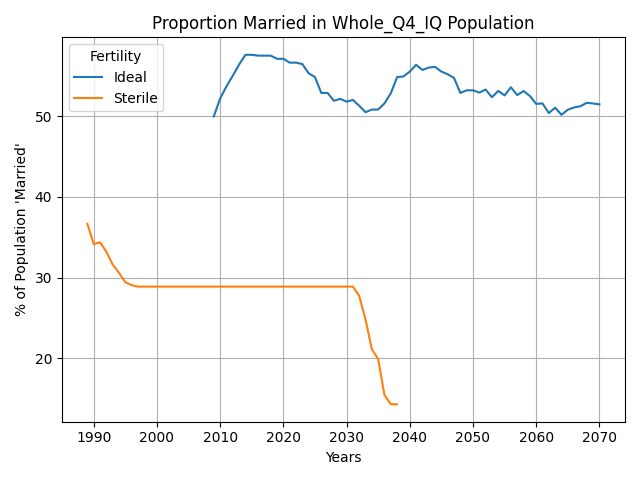 Proportion Married in Whole_Q4_IQ Population
Fertility
Ideal
Sterile
% of Population 'Married'
50
40
30
20
1990
2000
2010
2020
2030
2040
2050
2060
2070
Years